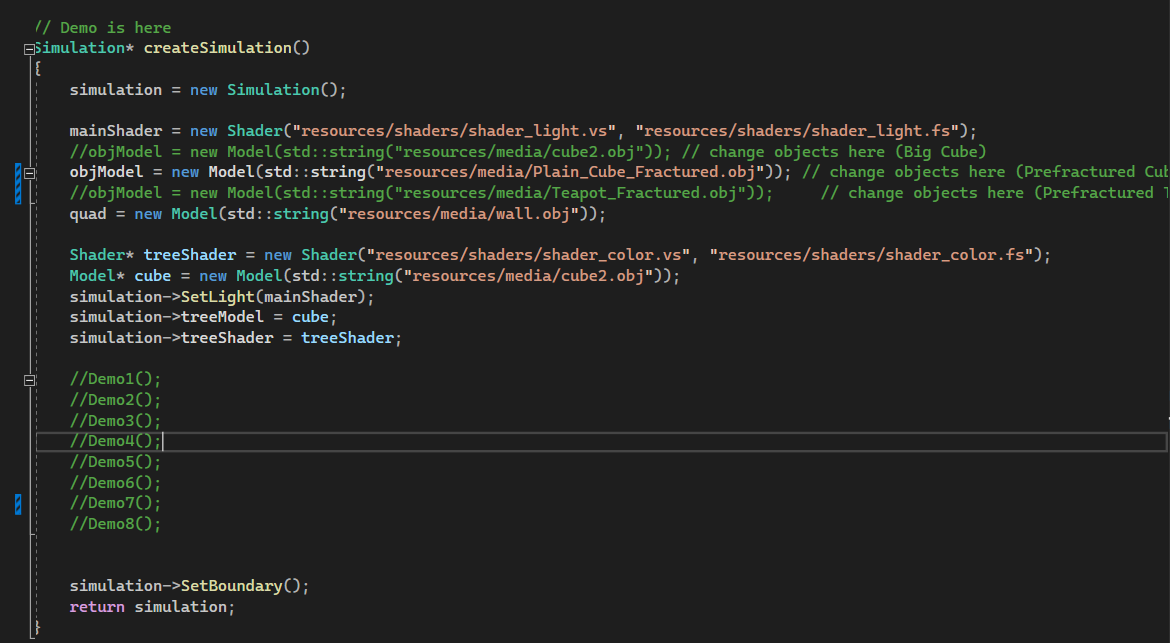 // Demo is here
Simulation* createSimulation()
{
simulation = new Simulation();
mainShader = new Shader("resources/shaders/shader_light.vs", "resources/shaders/shader_light.fs");
//objModel = new Model(std::string("resources/media/cube2.obj")); // change objects here (Big Cube)
objModel = new Model(std::string("resources/media/Plain_Cube_Fractured.obj")); // change objects here (Prefractured Cub
//objModel = new Model(std::string("resources/media/Teapot_Fractured.obj")); // change objects here (Prefractured T
quad = new Model(std::string("resources/media/wall.obj"));
Shader* treeShader = new Shader("resources/shaders/shader_color.vs", "resources/shaders/shader_color.fs");
Model* cube = new Model(std::string("resources/media/cube2.obj"));
simulation->SetLight(mainShader);
simulation->treeModel = cube;
simulation->treeShader = treeShader;
//Demo1();
//Demo2();
//Demo3();
//Demo4();
//Demo5();
//Demo6();
//Demo7();
//Demo8();
simulation->SetBoundary();
return simulation;
}